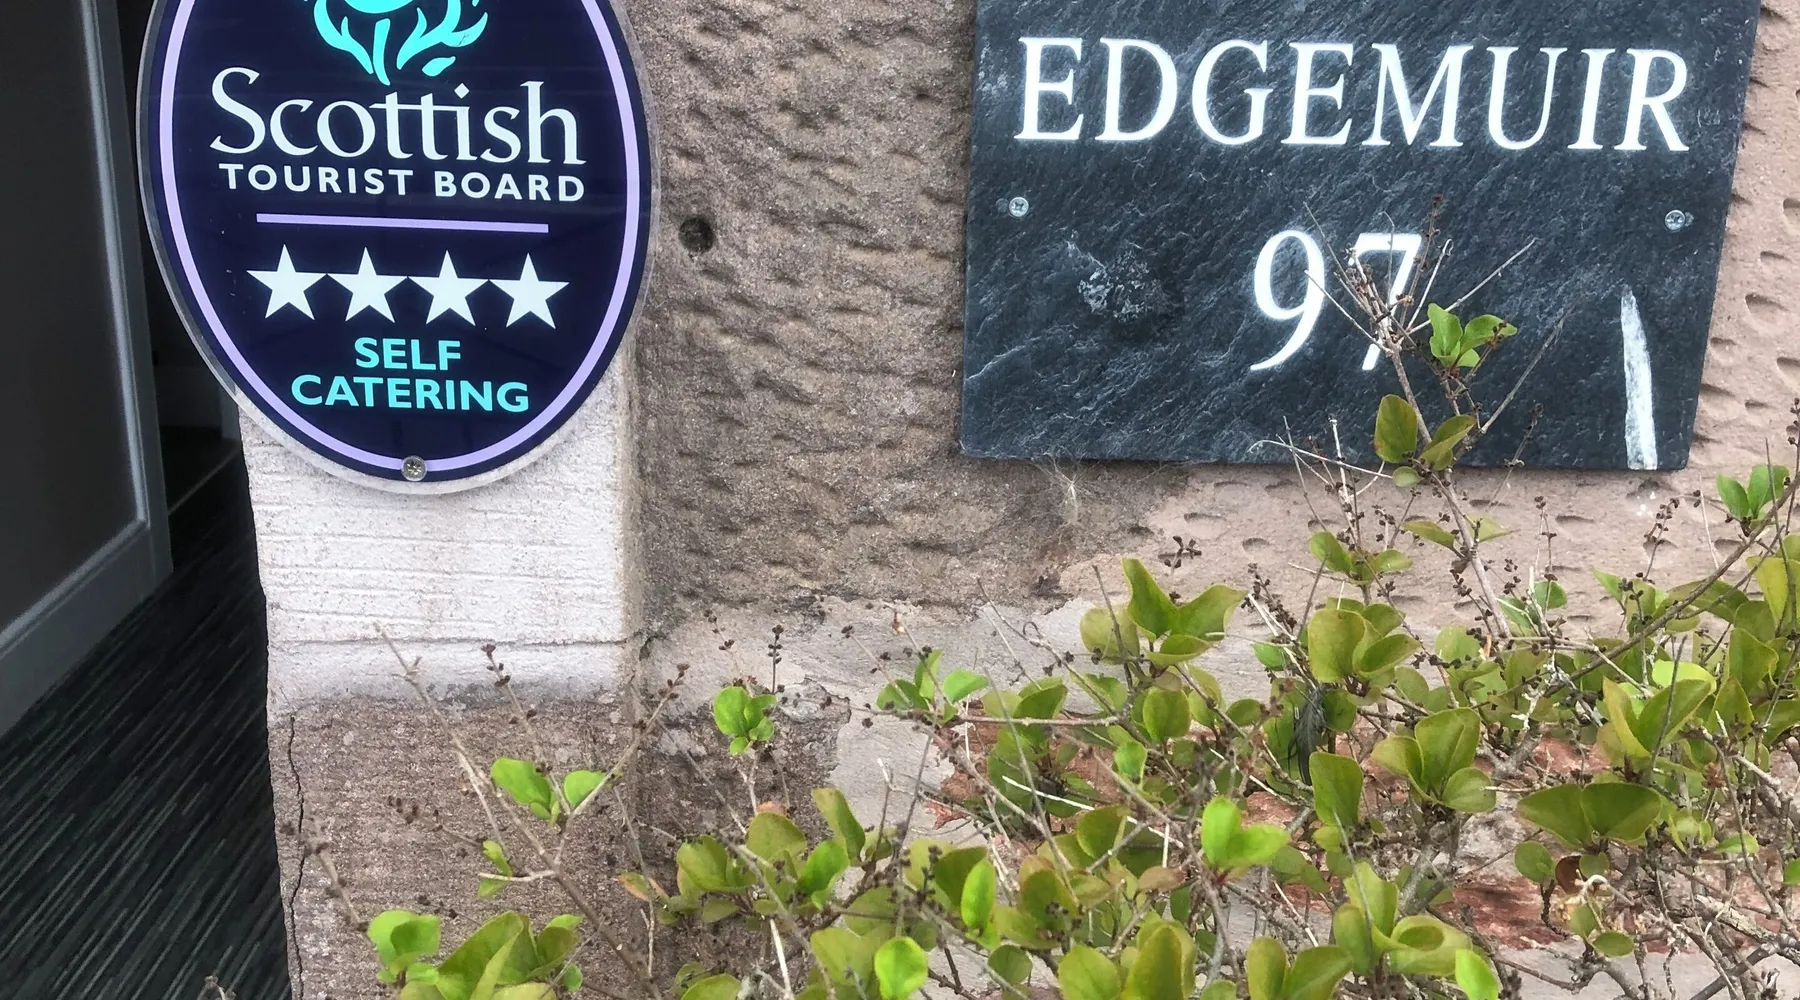 Scottish
TOURIST BOARD
SELF
CATERING
EDGEMUIR
97